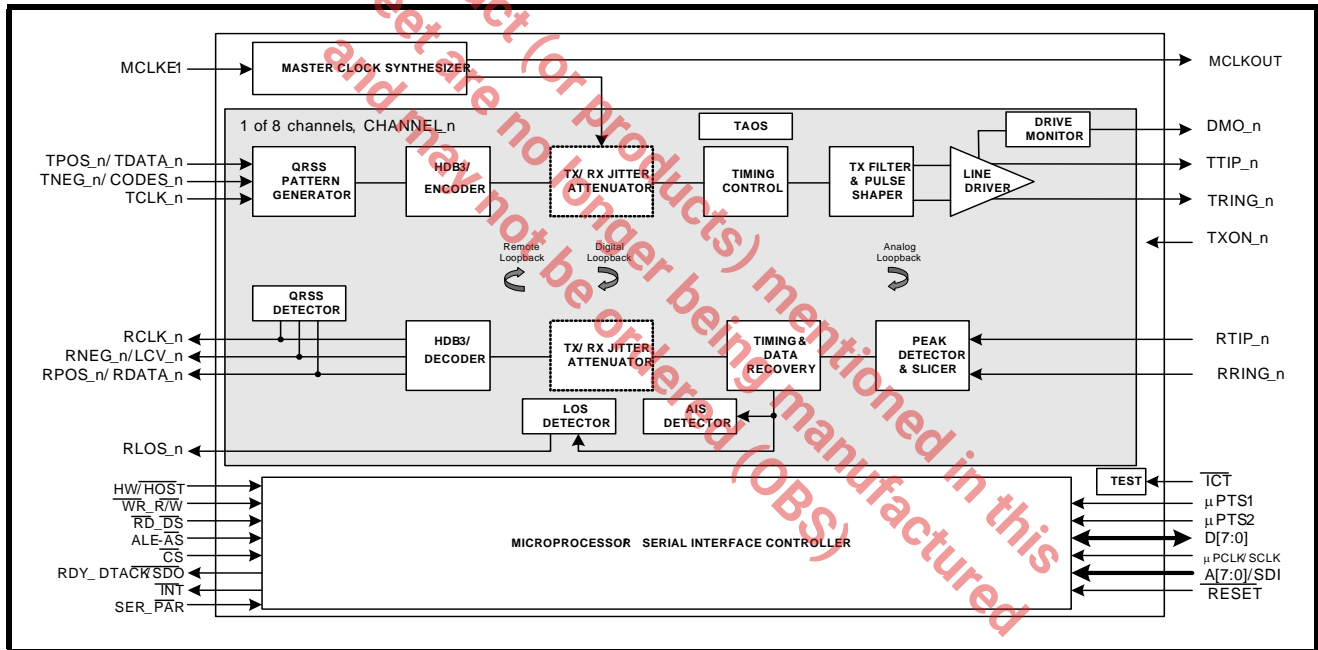 MCLKE1
MASTER CLOCK SYNTHESIZER
MCLKOUT
1 of 8 channels, CHANNEL_n
TAOS
DRIVE
MONITOR
DMO_n
TPOS_n/TDATA_n
TNEG_n/CODES_n
TCLK_n
QRSS
PATTERN
GENERATOR
HDB3/
ENCODER
TX/RX JITTER
ATTENUATOR
TIMING
CONTROL
TX FILTER
& PULSE
SHAPER
LINE
DRIVER
TTIP_n
TRING_n
TXON_n
Remote
Loopback
Digital
Loopback
Analog
Loopback
QRSS
DETECTOR
RCLK_n
RNEG_n/LCV_n
RPOS_n/RDATA_n
HDB3/
DECODER
TX/RX JITTER
ATTENUATOR
TIMING &
DATA
RECOVERY
PEAK
DETECTOR
& SLICER
RTIP_n
RRING_n
LOS
DETECTOR
AIS
DETECTOR
RLOS_n
TEST
ICT
HW/HOST
WR_R/W
RD_DS
ALE-AS
CS
RDY_DTACK/SDO
INT
SER_PAR
MICROPROCESSOR SERIAL INTERFACE CONTROLLER
µPTS1
µPTS2
D[7:0]
µPCLK/SCLK
A[7:0]/SDI
RESET
(or products) mentioned in this
eet are no longer being manufactured
and may not be ordered (OBS)